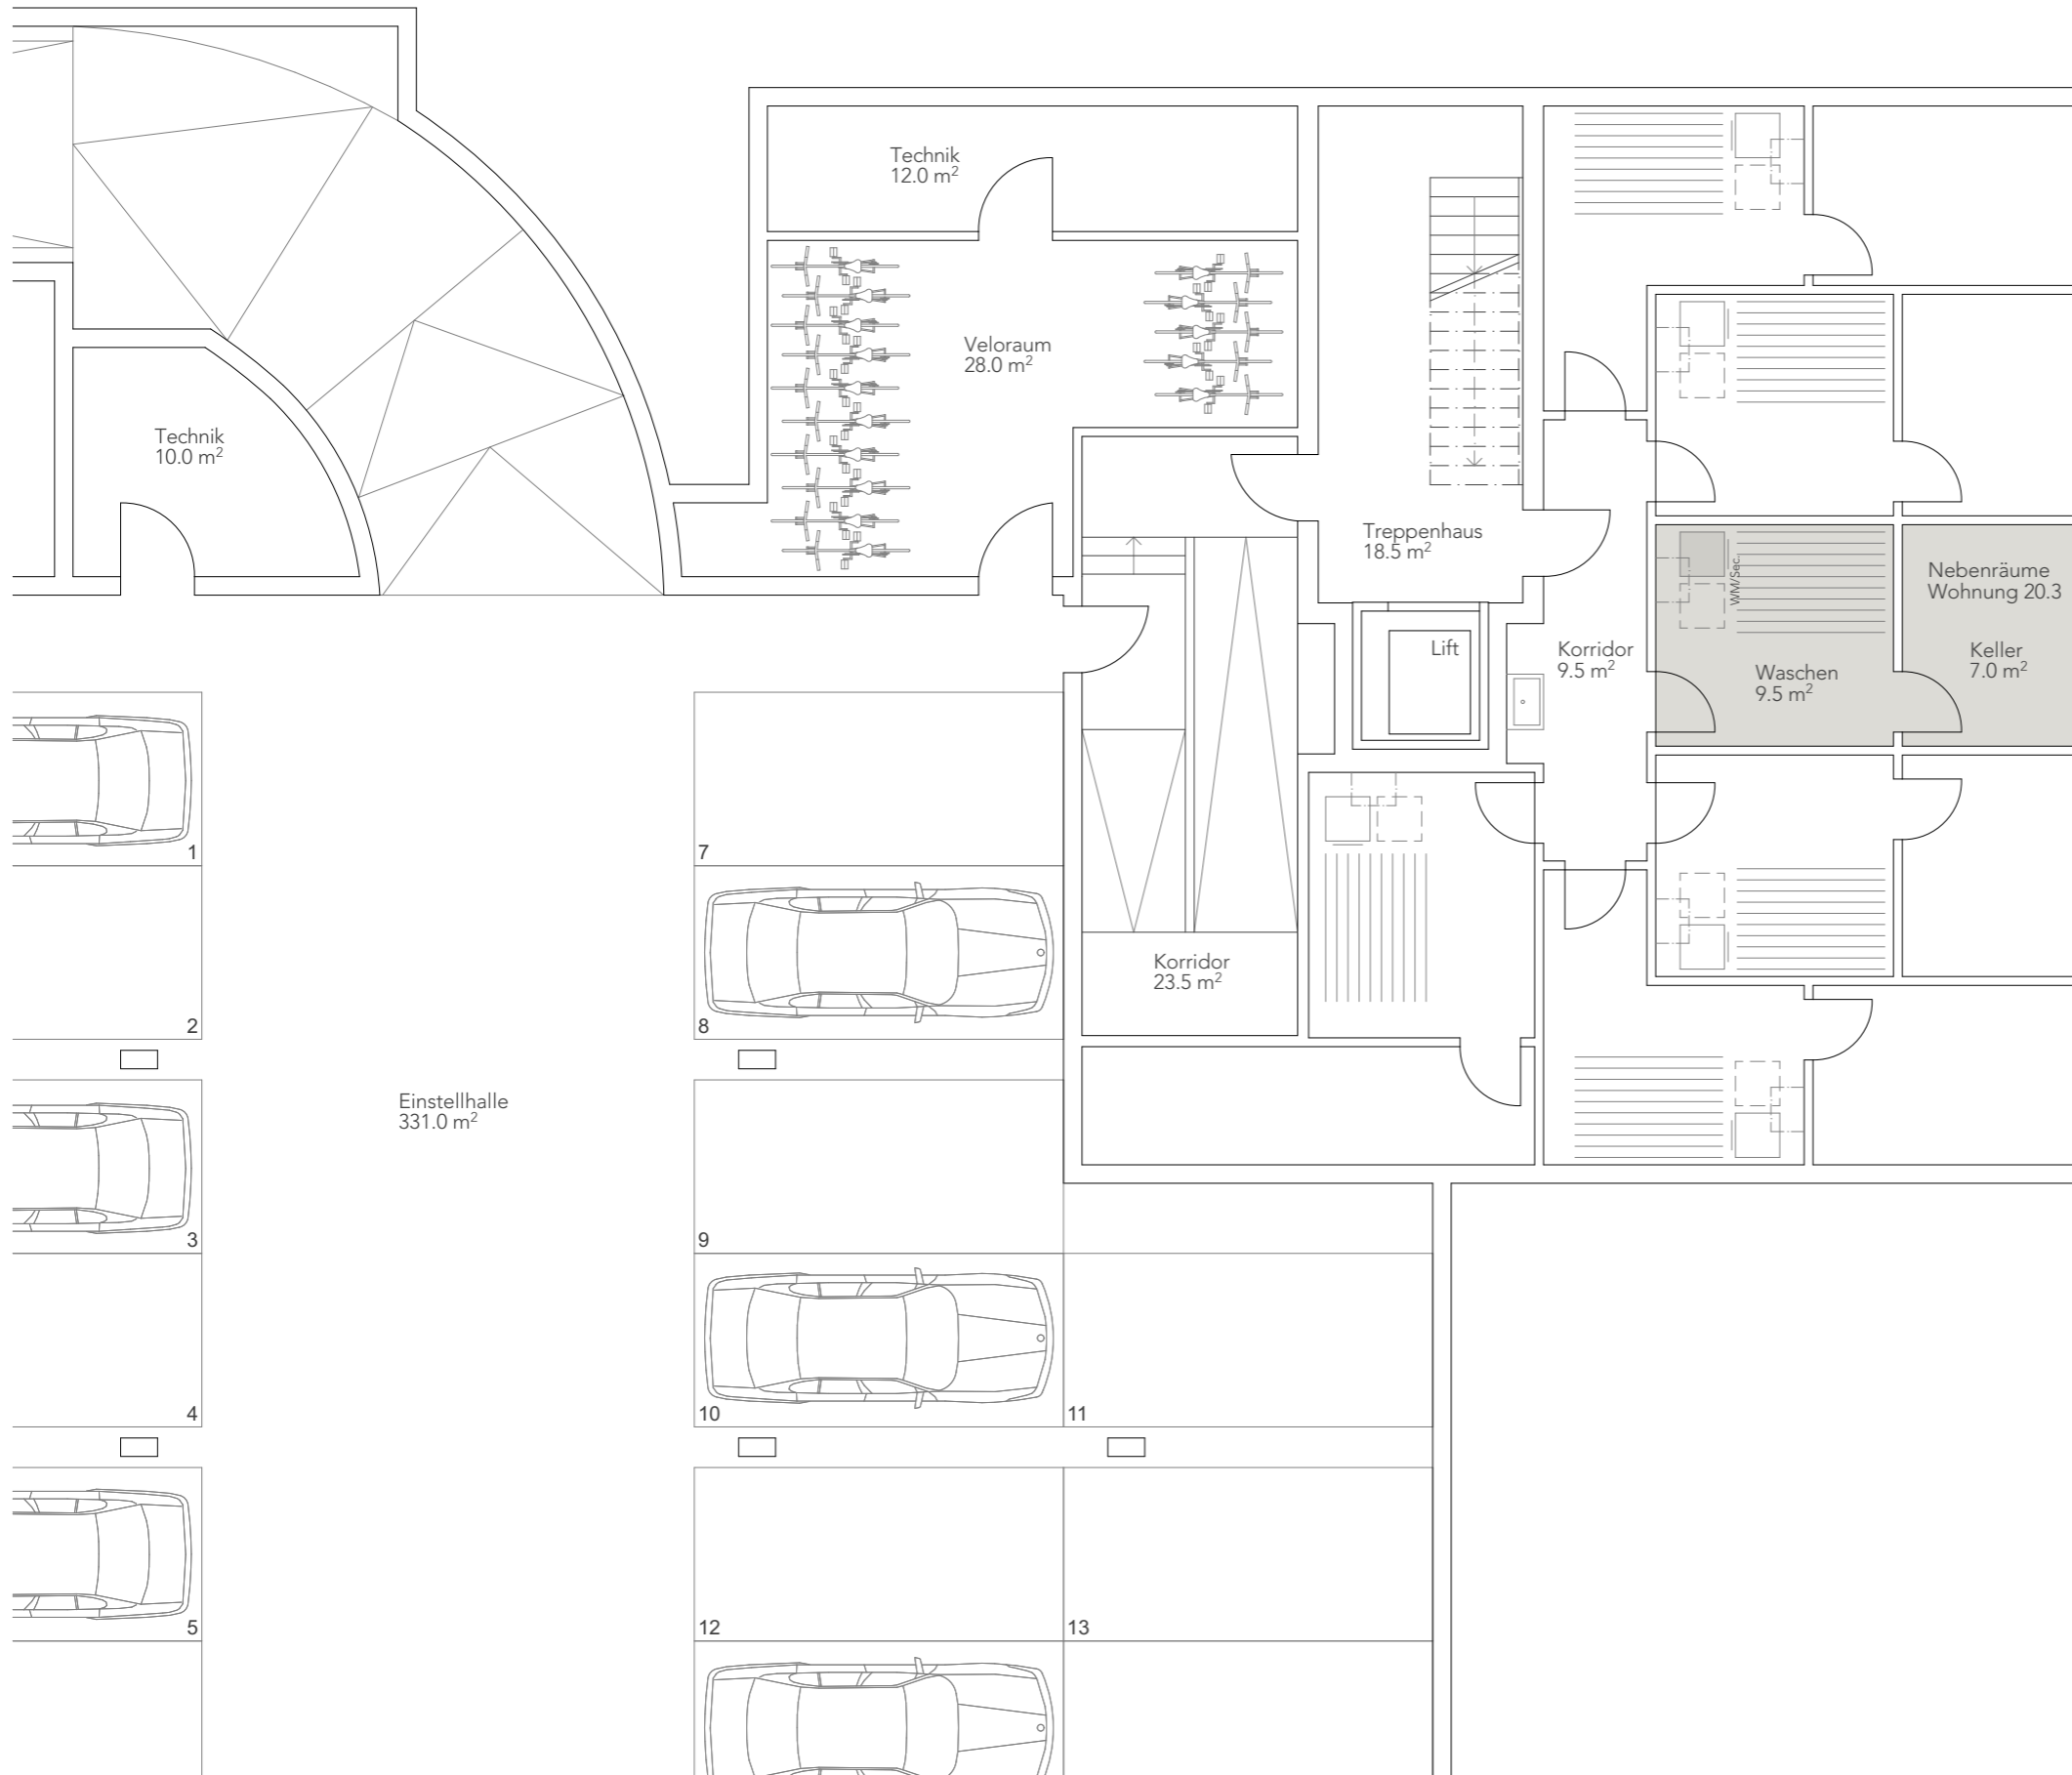 Technik
12.0 m²
Veloraum
28.0 m²
Technik
10.0 m²
Treppenhaus
18.5 m²
Lift
Korridor
9.5 m²
WM/Sec.
Waschen
9.5 m²
Nebenräume
Wohnung 20.3
Keller
7.0 m²
Korridor
23.5 m²
Einstellhalle
331.0 m²
1
2
3
4
5
7
8
9
10
11
12
13